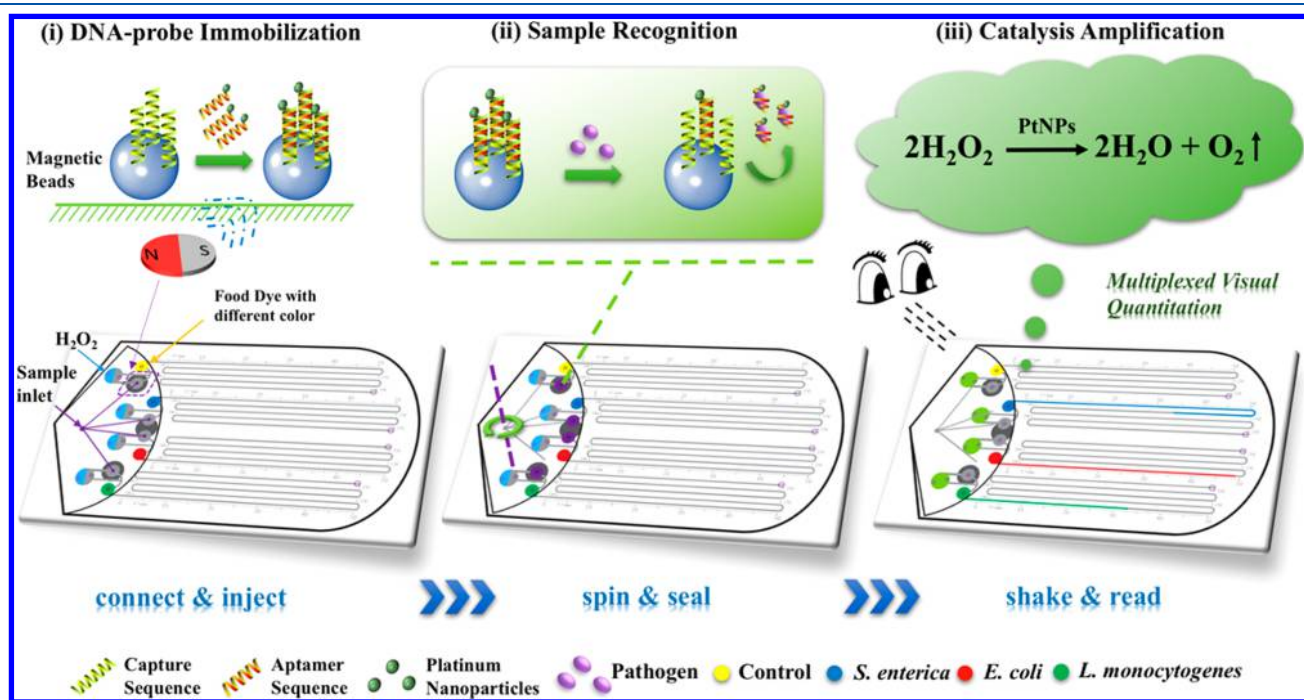 (i) DNA-probe Immobilization
(ii) Sample Recognition
(iii) Catalysis Amplification
Magnetic
Beads
N S
2H₂O₂ PtNPs 2H₂O + O₂↑
Food Dye with
different color
H₂O₂
Sample
inlet
Multiplexed Visual
Quantitation
connect & inject
spin & seal
shake & read
Capture
Sequence
Aptamer
Sequence
Platinum
Nanoparticles
Pathogen
Control
S. enterica
E. coli
L. monocytogenes